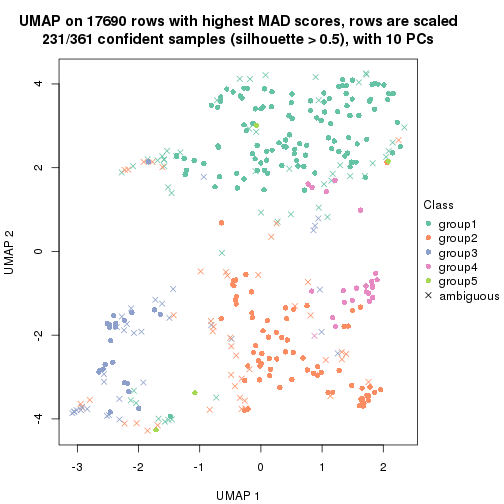 UMAP on 17690 rows with highest MAD scores, rows are scaled
231/361 confident samples (silhouette > 0.5), with 10 PCs
4
2
0
-2
-4
UMAP 2
-3
-2
-1
0
1
2
UMAP 1
Class
group1
group2
group3
group4
group5
ambiguous